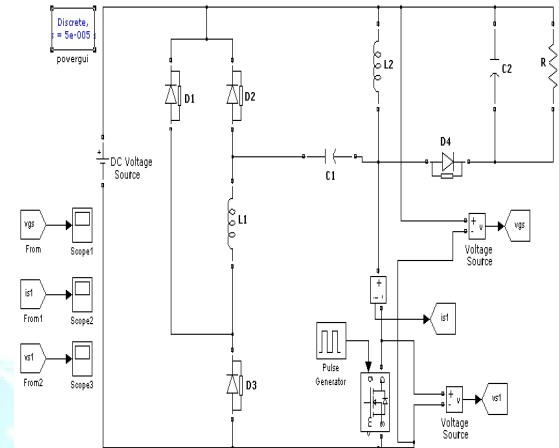 Discrete,
s = 5e-005 s
powergui
D1
D2
L2
C2
R
D4
DC Voltage
Source
C1
L1
vgs
From
Scope1
is1
From1
Scope2
vs1
From2
Scope3
+
-
v
Voltage
Source
vgs
+
i
-
is1
Pulse
Generator
D3
g
D
m
S
+
-
v
Voltage
Source
vs1